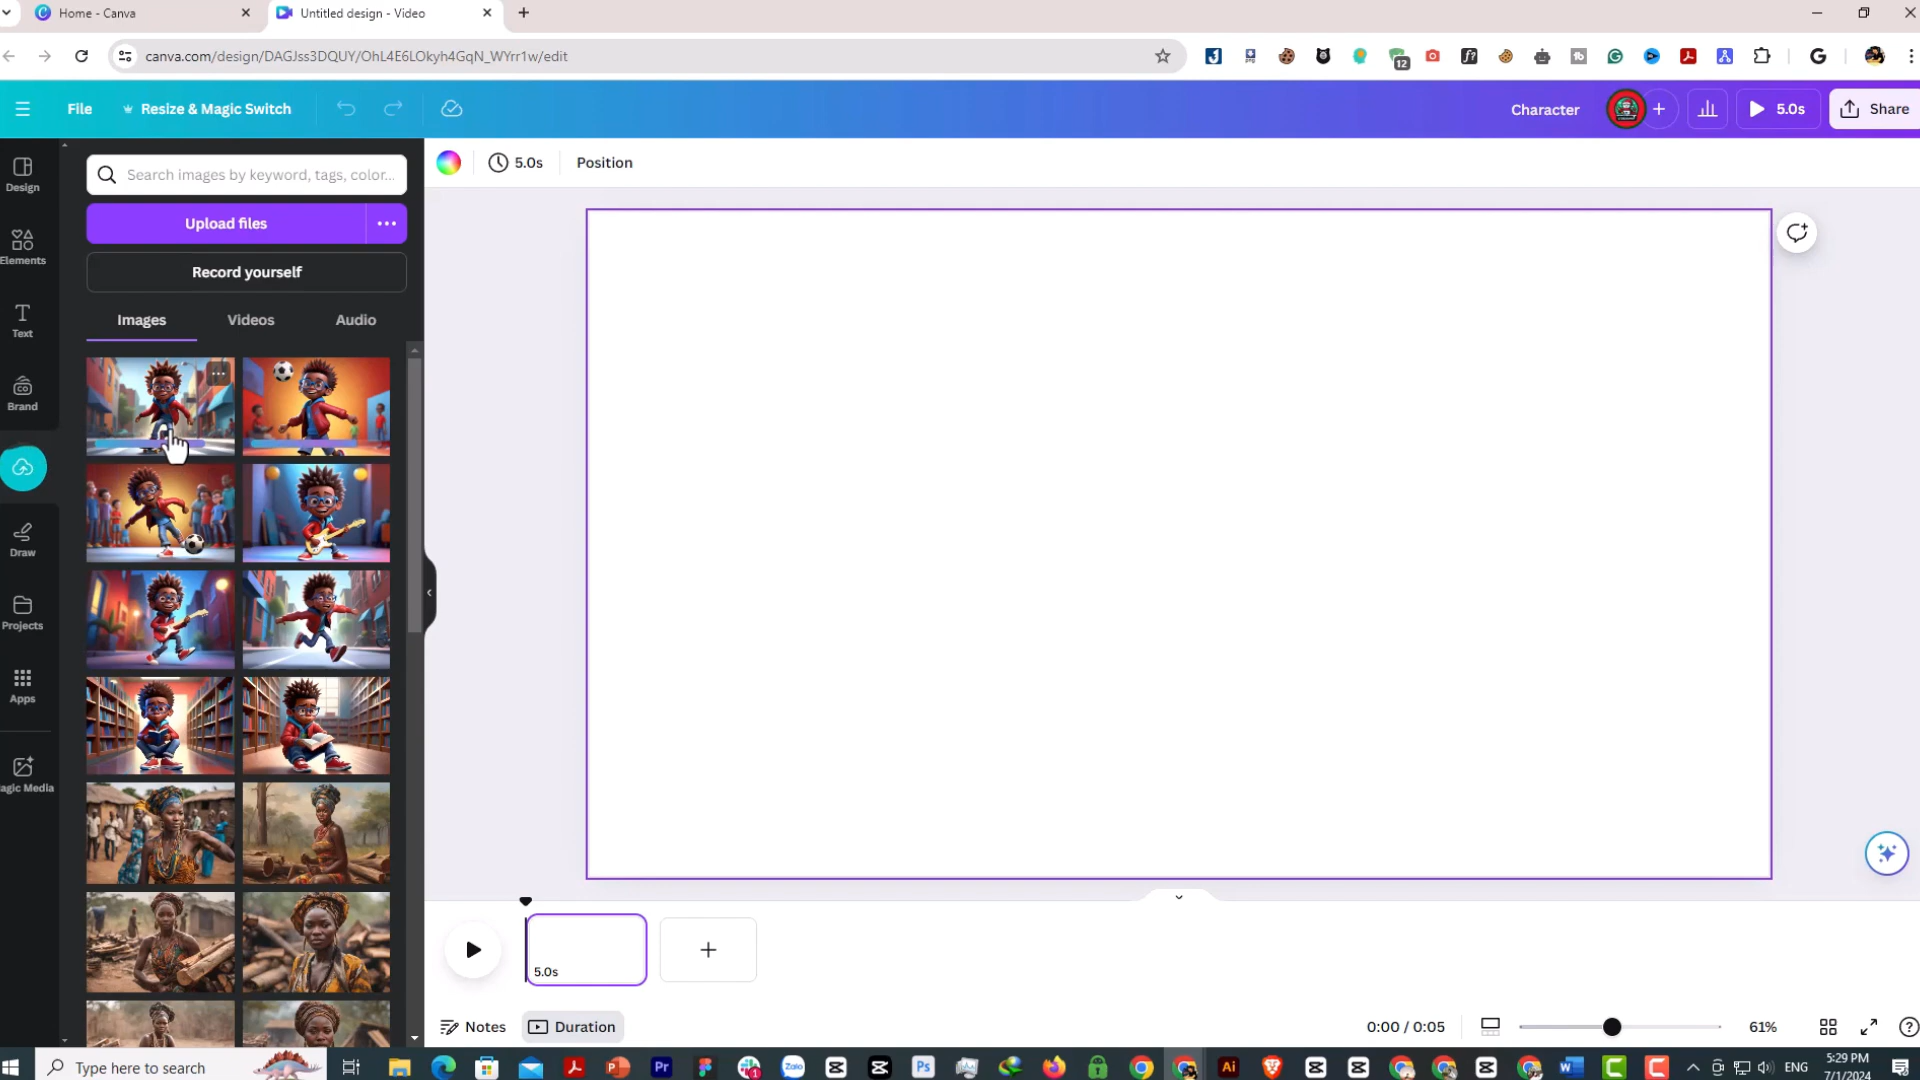 Home - Canva
Untitled design - Video
canva.com/design/DAGJss3DQUY/OhL4E6LOkyh4GqN_WYrr1w/edit
12
File
Resize & Magic Switch
Character
5.0s
Share
Design
Elements
Text
Brand
Draw
Projects
Apps
agic Media
Search images by keyword, tags, color...
Upload files
Record yourself
Images
Videos
Audio
5.0s
Position
5.0s
Notes
Duration
0:00 / 0:05
61%
Type here to search
Zalo
ENG
5:29 PM
7/1/2024